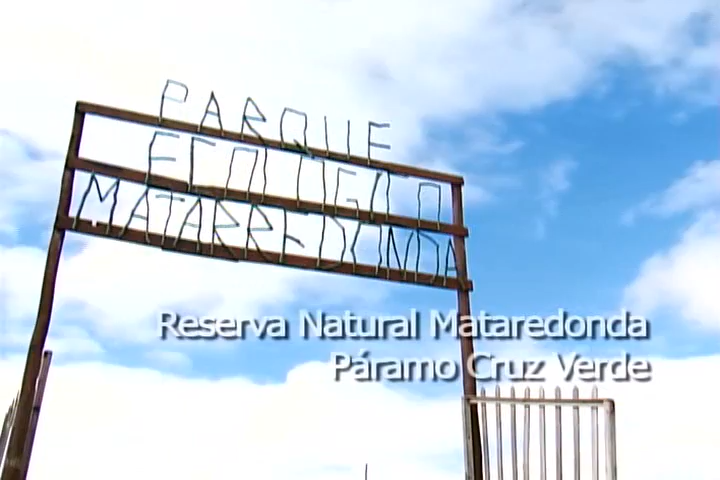 PARQUE
ECOLOGICO
MATARREDONDA
Reserva Natural Mataredonda
Páramo Cruz Verde